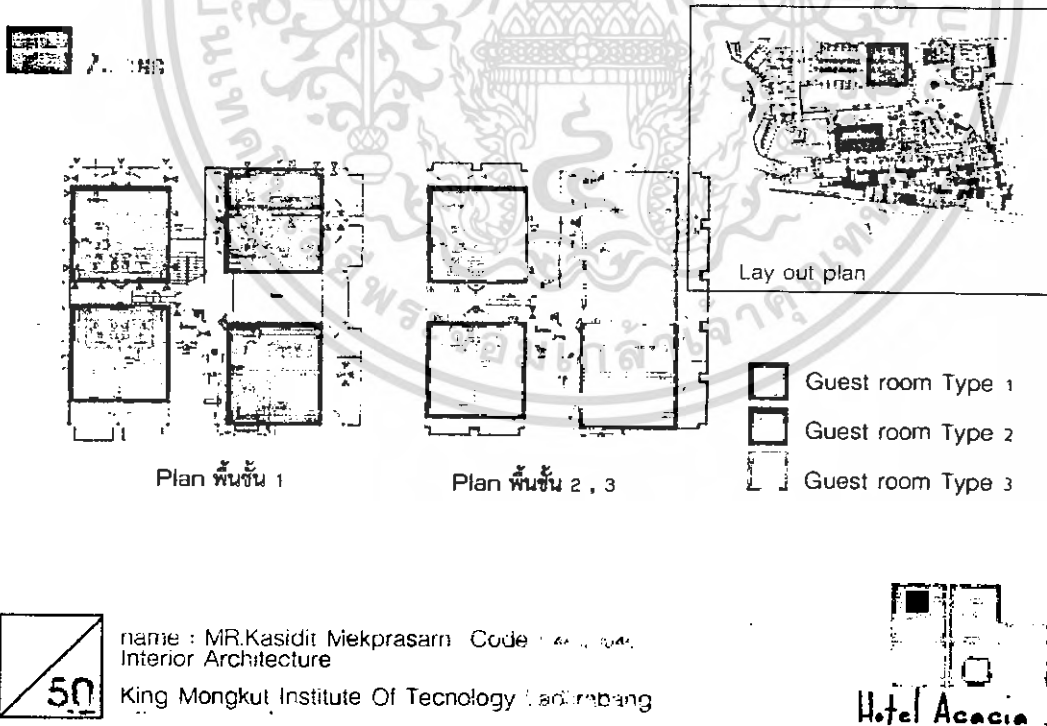 Lay out plan
Guest room Type 1
Guest room Type 2
Guest room Type 3
Plan พื้นชั้น 1
Plan พื้นชั้น 2 , 3
50
name : MR.Kasidit Mekprasarn Code :
Interior Architecture
King Mongkut Institute Of Tecnology
Hotel Acacia